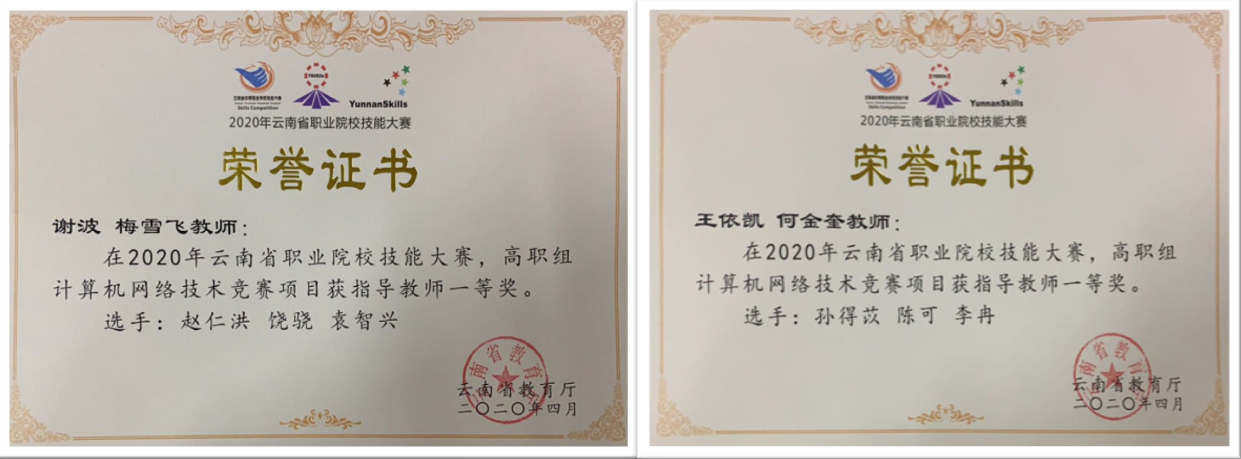 Skills Competition
YUNNAN
YunnanSkills
2020年云南省职业院校技能大赛
荣誉证书
谢波 梅雪飞教师：
在2020年云南省职业院校技能大赛，高职组
计算机网络技术竞赛项目获指导教师一等奖。
选手：赵仁洪 饶骁 袁智兴
云南省教育厅
二〇二〇年四月
Skills Competition
YunnanSkills
2020年云南省职业院校技能大赛
荣誉证书
王依凯 何金奎教师：
在2020年云南省职业院校技能大赛，高职组
计算机网络技术竞赛项目获指导教师一等奖。
选手：孙得苡 陈可 李冉
云南省教育厅
二〇二〇年四月